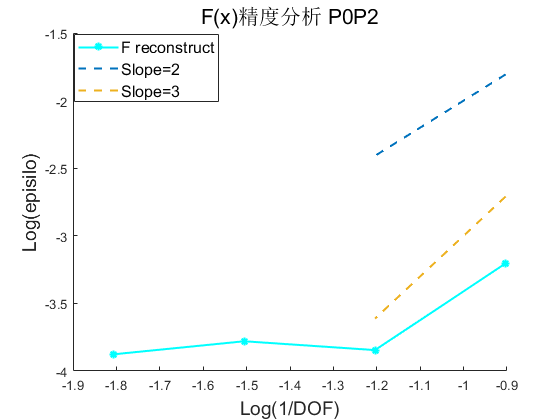 F(x)精度分析 P0P2
F reconstruct
Slope=2
Slope=3
Log(episilo)
-1.5
-2
-2.5
-3
-3.5
-4
-1.9 -1.8 -1.7 -1.6 -1.5 -1.4 -1.3 -1.2 -1.1 -1 -0.9
Log(1/DOF)